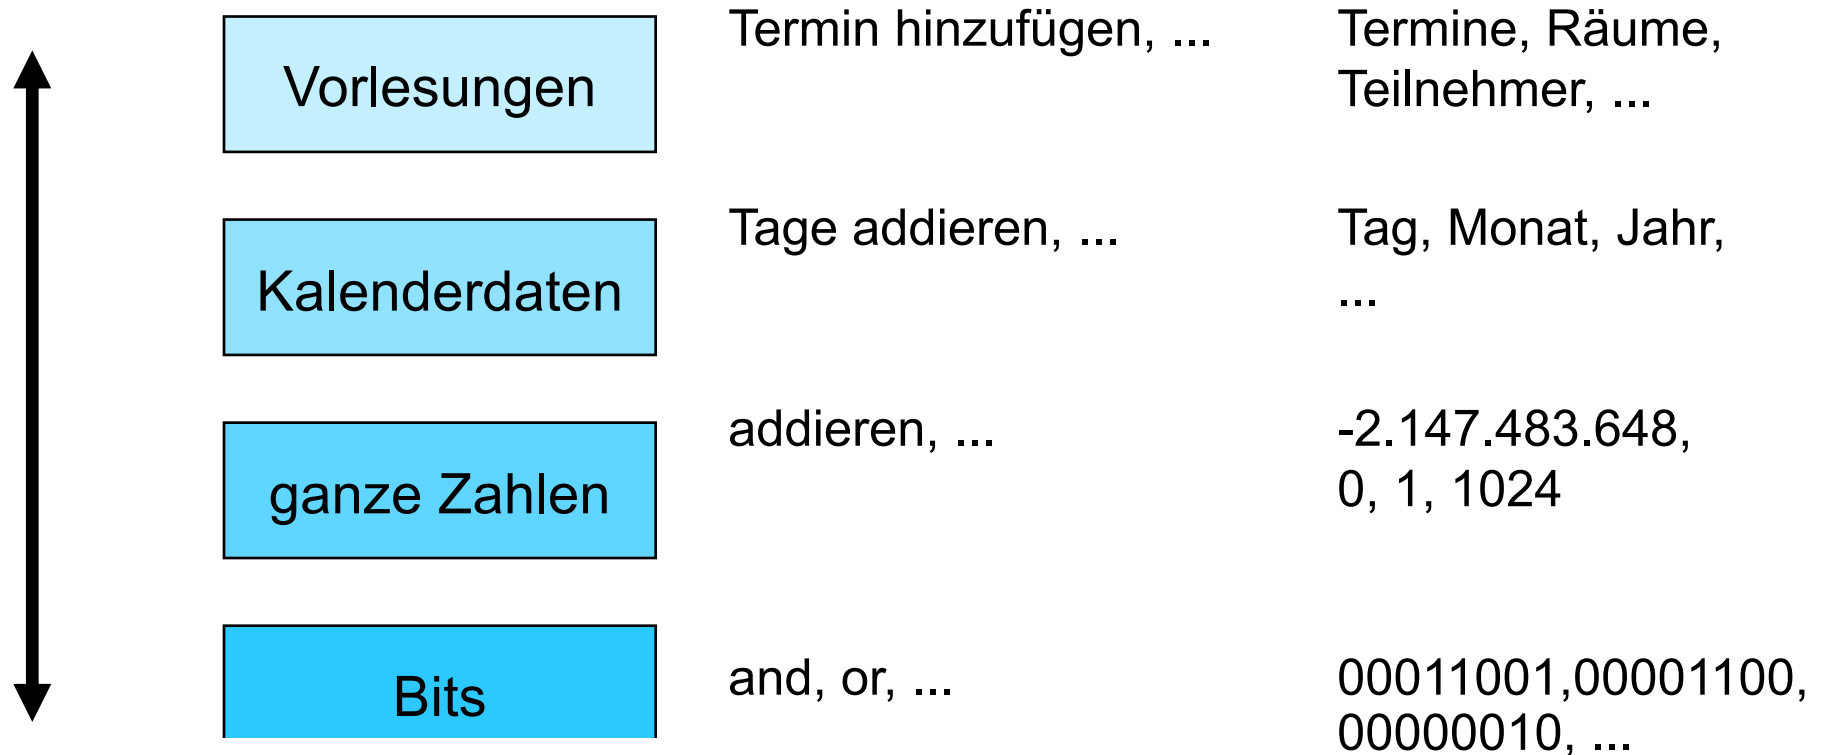 Vorlesungen
Termin hinzufügen, ...
Termine, Räume,
Teilnehmer, ...
Kalenderdaten
Tage addieren, ...
Tag, Monat, Jahr,
...
ganze Zahlen
addieren, ...
-2.147.483.648,
0, 1, 1024
Bits
and, or, ...
00011001,00001100,
00000010, ...